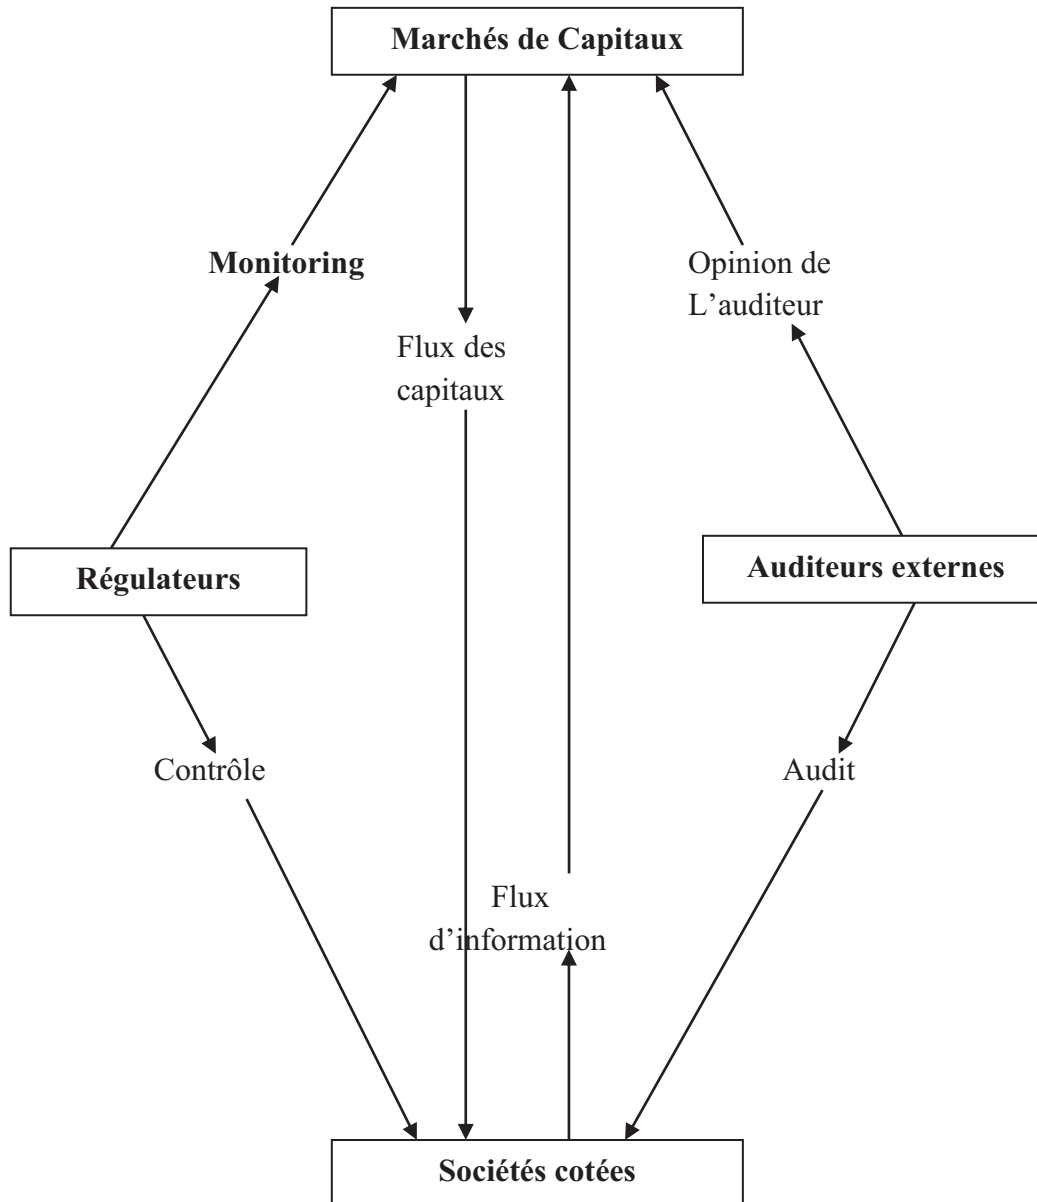 Marchés de Capitaux
Monitoring
Opinion de
L’auditeur
Flux des
capitaux
Régulateurs
Auditeurs externes
Contrôle
Audit
Flux
d’information
Sociétés cotées